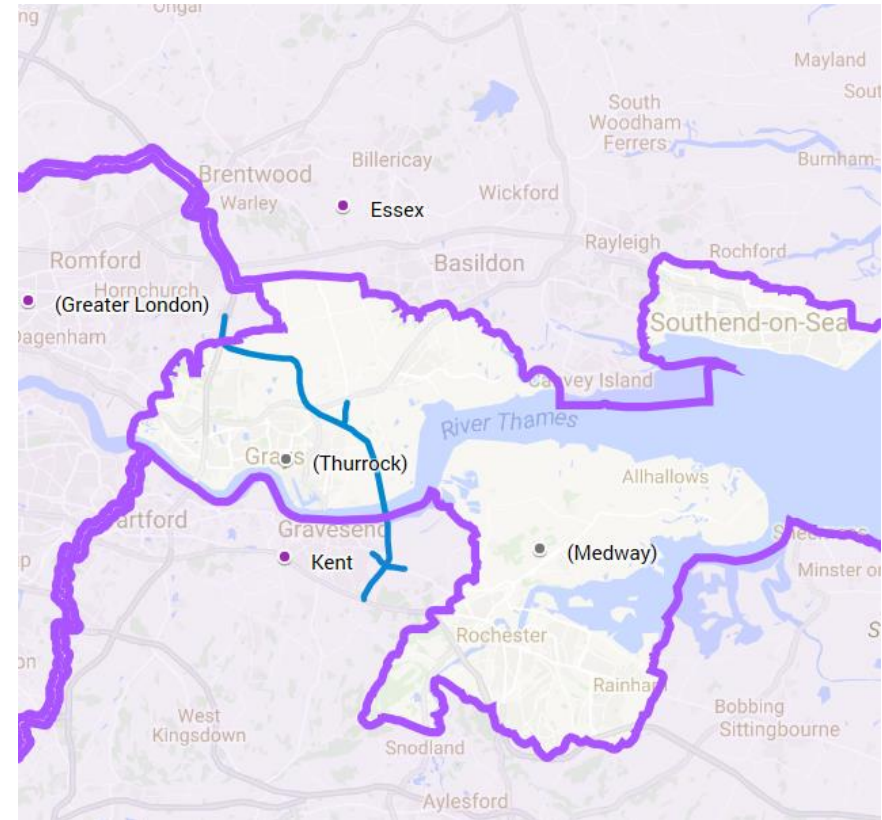 Ongar
Mayland
South
Woodham
Ferrers
Burnham-
Billericay
Brentwood
Warley
Wickford
Essex
Rayleigh
Rochford
Romford
Basildon
Hornchurch
(Greater London)
Dagenham
Southend-on-Sea
Canvey Island
River Thames
Grays
(Thurrock)
Allhallows
artford
Gravesend
Sheerness
Kent
(Medway)
Minster on
Rochester
Rainham
West
Kingsdown
Bobbing
Sittingbourne
Snodland
Aylesford